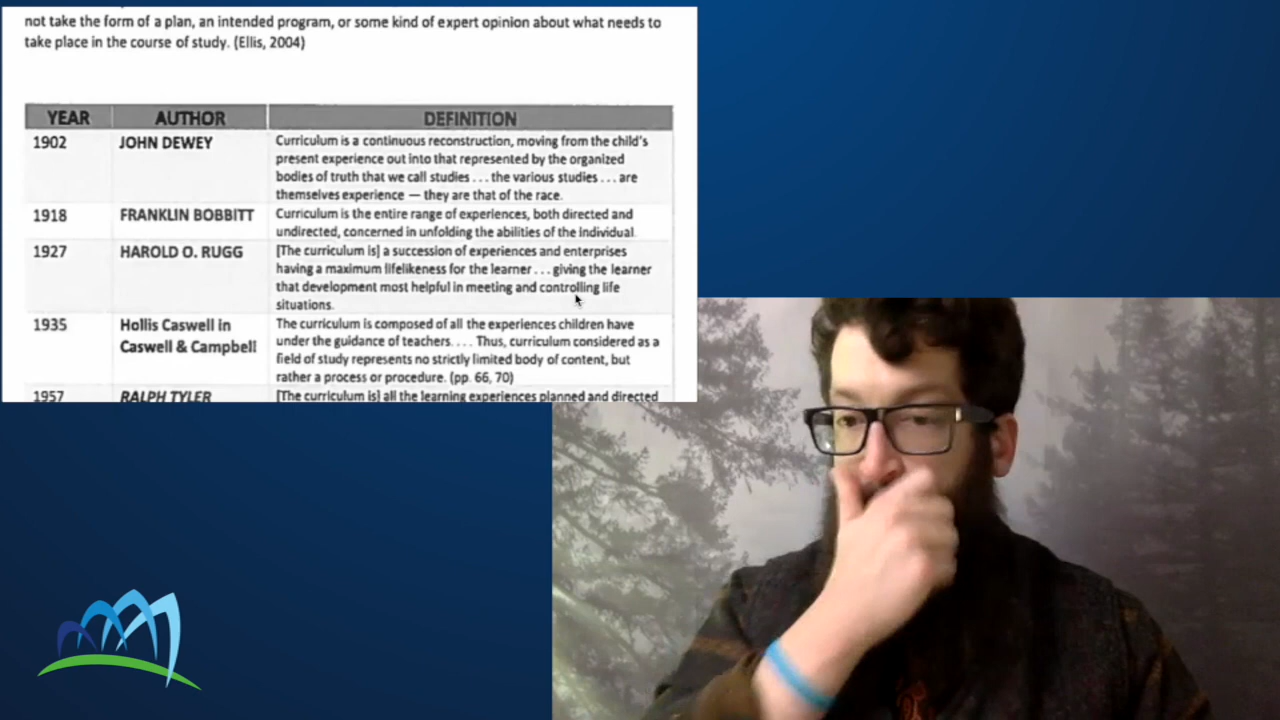 not take the form of a plan, an intended program, or some kind of expert opinion about what needs to
take place in the course of study. (Ellis, 2004)
YEAR AUTHOR DEFINITION
1902 JOHN DEWEY Curriculum is a continuous reconstruction, moving from the child's
present experience out into that represented by the organized
bodies of truth that we call studies . . . the various studies . . . are
themselves experience — they are that of the race.
1918 FRANKLIN BOBBITT Curriculum is the entire range of experiences, both directed and
undirected, concerned in unfolding the abilities of the individual.
1927 HAROLD O. RUGG [The curriculum is] a succession of experiences and enterprises
having a maximum lifelikeness for the learner . . . giving the learner
that development most helpful in meeting and controlling life
situations.
1935 Hollis Caswell in The curriculum is composed of all the experiences children have
Caswell & Campbell under the guidance of teachers. . . . Thus, curriculum considered as a
field of study represents no strictly limited body of content, but
rather a process or procedure. (pp. 66, 70)
1957 RALPH TYLER [The curriculum is] all the learning experiences planned and directed